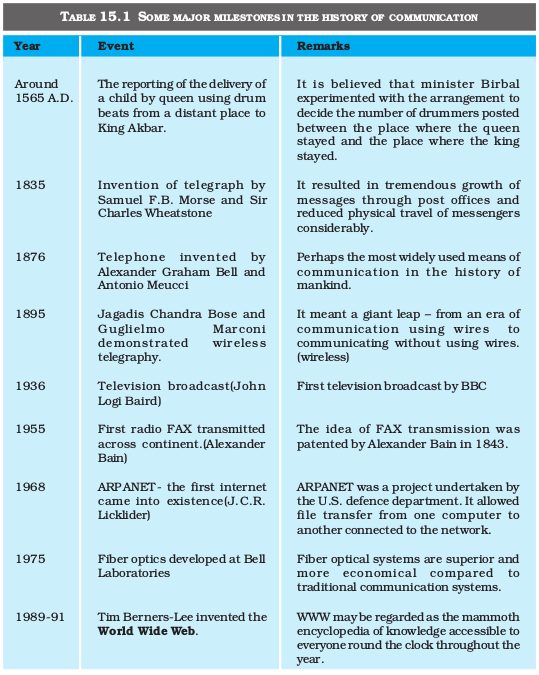 TABLE 15.1 SOME MAJOR MILESTONES IN THE HISTORY OF COMMUNICATION
Year Event Remarks
Around
1565 A.D.
The reporting of the delivery of
a child by queen using drum
beats from a distant place to
King Akbar.
It is believed that minister Birbal
experimented with the arrangement to
decide the number of drummers posted
between the place where the queen
stayed and the place where the king
stayed.
1835
Invention of telegraph by
Samuel F.B. Morse and Sir
Charles Wheatstone
It resulted in tremendous growth of
messages through post offices and
reduced physical travel of messengers
considerably.
1876
Telephone invented by
Alexander Graham Bell and
Antonio Meucci
Perhaps the most widely used means of
communication in the history of
mankind.
1895
Jagadis Chandra Bose and
Guglielmo Marconi
demonstrated wireless
telegraphy.
It meant a giant leap – from an era of
communication using wires to
communicating without using wires.
(wireless)
1936
Television broadcast(John
Logi Baird)
First television broadcast by BBC
1955
First radio FAX transmitted
across continent.(Alexander
Bain)
The idea of FAX transmission was
patented by Alexander Bain in 1843.
1968
ARPANET- the first internet
came into existence(J.C.R.
Licklider)
ARPANET was a project undertaken by
the U.S. defence department. It allowed
file transfer from one computer to
another connected to the network.
1975
Fiber optics developed at Bell
Laboratories
Fiber optical systems are superior and
more economical compared to
traditional communication systems.
1989-91
Tim Berners-Lee invented the
World Wide Web.
WWW may be regarded as the mammoth
encyclopedia of knowledge accessible to
everyone round the clock throughout the
year.